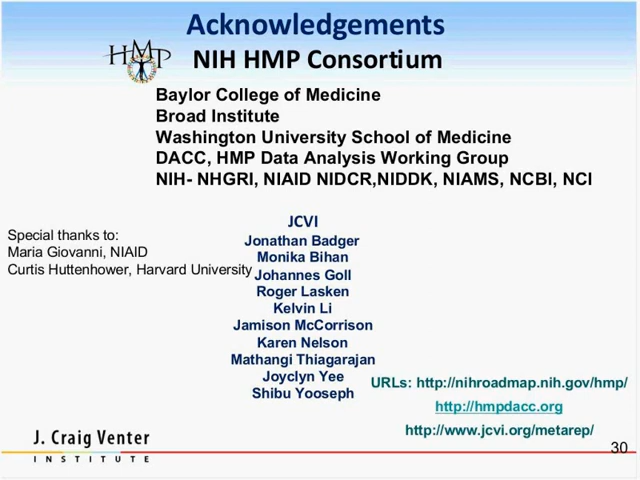 Acknowledgements
HMP
NIH HMP Consortium
Baylor College of Medicine
Broad Institute
Washington University School of Medicine
DACC, HMP Data Analysis Working Group
NIH- NHGRI, NIAID NIDCR,NIDDK, NIAMS, NCBI, NCI
Special thanks to:
Maria Giovanni, NIAID
Curtis Huttenhower, Harvard University
JCVI
Jonathan Badger
Monika Bihan
Johannes Goll
Roger Lasken
Kelvin Li
Jamison McCorrison
Karen Nelson
Mathangi Thiagarajan
Joyclyn Yee
Shibu Yooseph
URLs: http://nihroadmap.nih.gov/hmp/
http://hmpdacc.org
http://www.jcvi.org/metarep/
J. Craig Venter
INSTITUTE
30